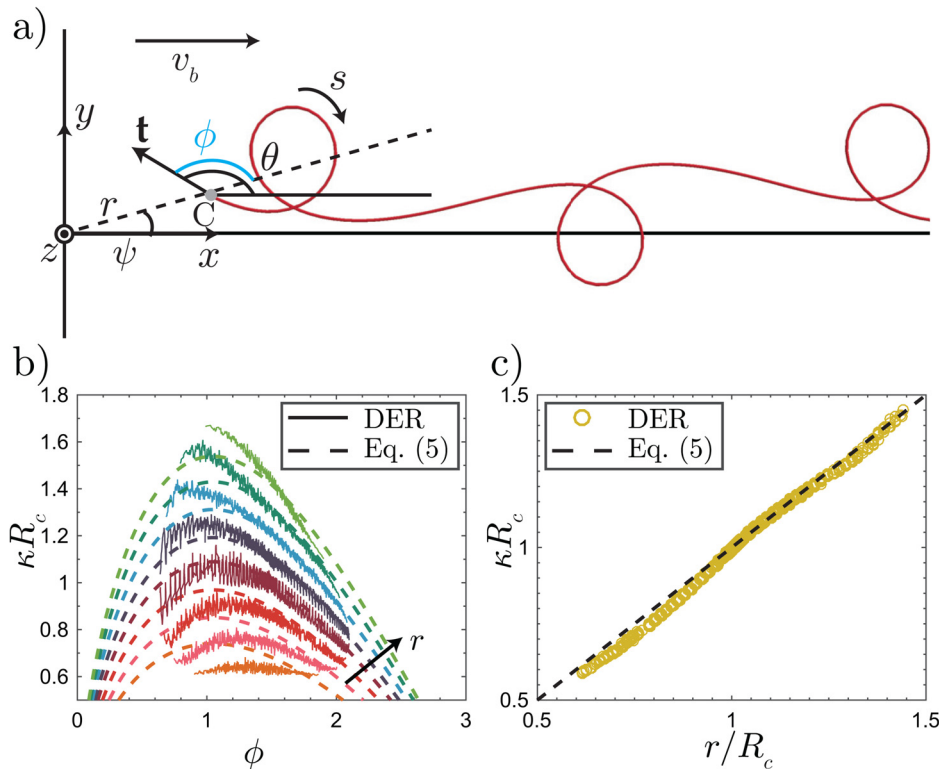 a)
v_b
y
t
ϕ
θ
s
r
C
z
ψ
x
b)
c)
1.8
1.6
1.4
1.2
1
0.8
0.6
κR_c
DER
Eq. (5)
r
0
1
2
3
ϕ
1.5
1
0.5
κR_c
DER
Eq. (5)
0.5
1
1.5
r/R_c